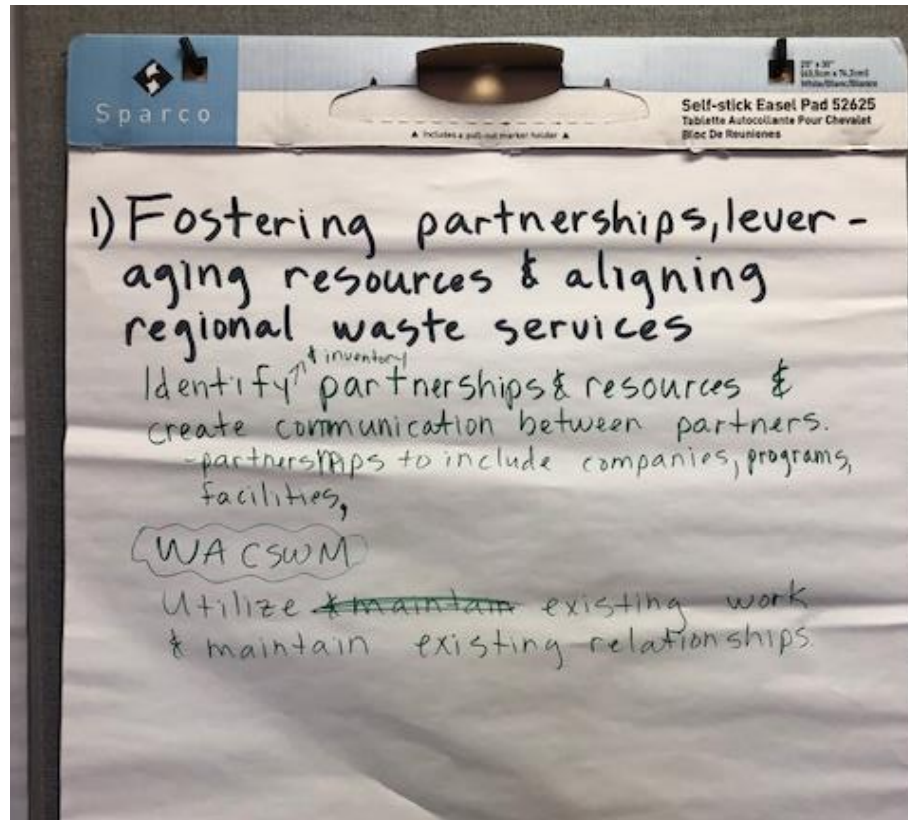 Sparco
▲ Includes a pull-out marker holder ▲
Self-stick Easel Pad 52625
Tablette Autocollante Pour Chevalet
Bloc De Reuniones
1) Fostering partnerships, lever-
aging resources & aligning
regional waste services
& inventory
Identify partnerships & resources &
create communication between partners.
- partnerships to include companies, programs,
facilities,
WACSWM
Utilize & maintain existing work
& maintain existing relationships.